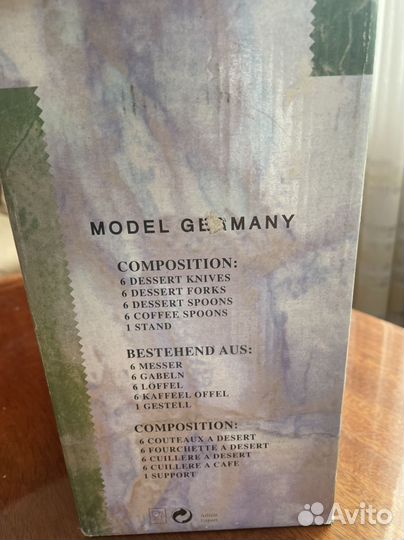 MODEL GERMANY
COMPOSITION:
6 DESSERT KNIVES
6 DESSERT FORKS
6 DESSERT SPOONS
6 COFFEE SPOONS
1 STAND
BESTEHEND AUS:
6 MESSER
6 GABELN
6 LOFFEL
6 KAFFEEL OFFEL
1 GESTELL
COMPOSITION:
6 COUTEAUX A DESERT
6 FOURCHETTE A DESERT
6 CUILLERE A DESERT
6 CUILLERE A CAFE
1 SUPPORT
Avito